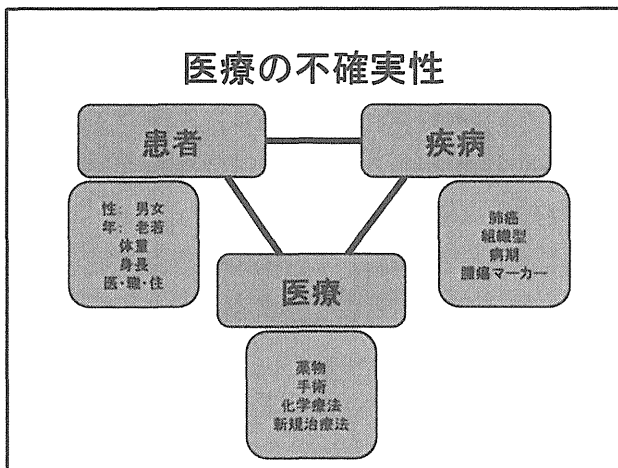 医療の不確実性
患者
疾病
性: 男女
年: 老若
体重
身長
医・職・住
肺癌
組織型
病期
腫瘍マーカー
医療
薬物
手術
化学療法
新規治療法